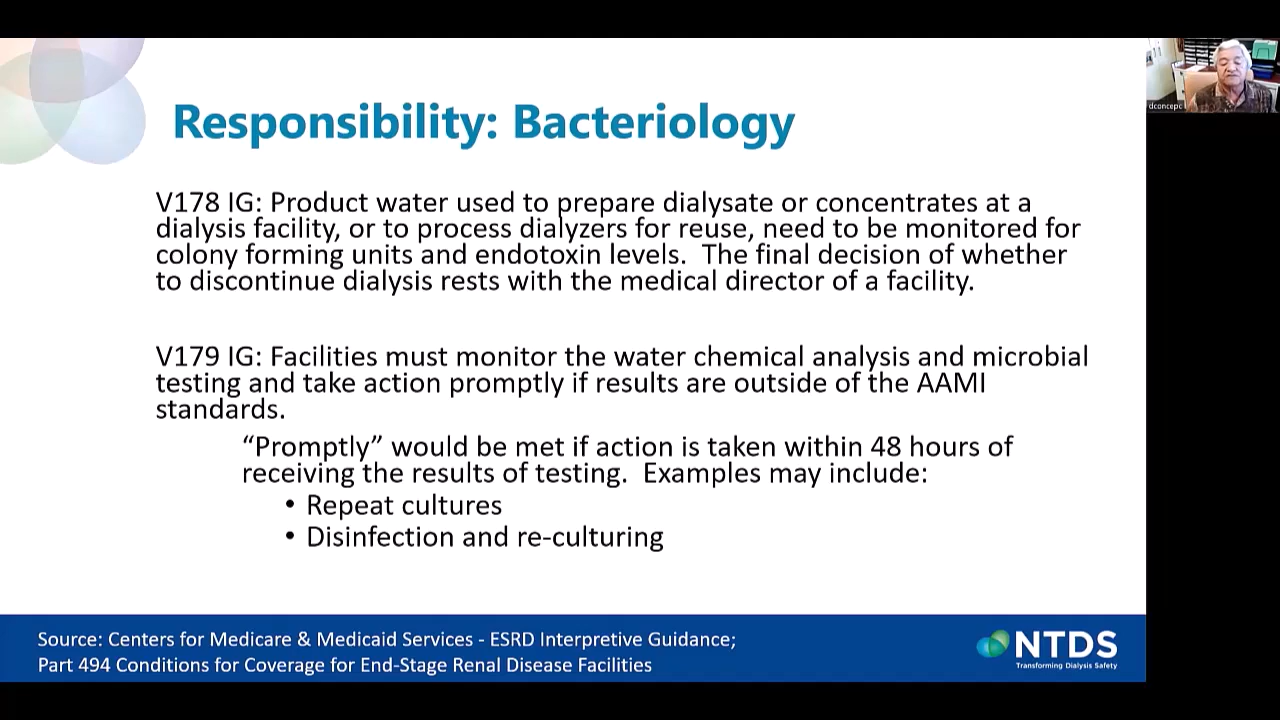 Responsibility: Bacteriology
V178 IG: Product water used to prepare dialysate or concentrates at a
dialysis facility, or to process dialyzers for reuse, need to be monitored for
colony forming units and endotoxin levels.  The final decision of whether
to discontinue dialysis rests with the medical director of a facility.
V179 IG: Facilities must monitor the water chemical analysis and microbial
testing and take action promptly if results are outside of the AAMI
standards.
“Promptly” would be met if action is taken within 48 hours of
receiving the results of testing.  Examples may include:
• Repeat cultures
• Disinfection and re-culturing
Source: Centers for Medicare & Medicaid Services - ESRD Interpretive Guidance;
Part 494 Conditions for Coverage for End-Stage Renal Disease Facilities
NTDS
Transforming Dialysis Safety
dconcepc